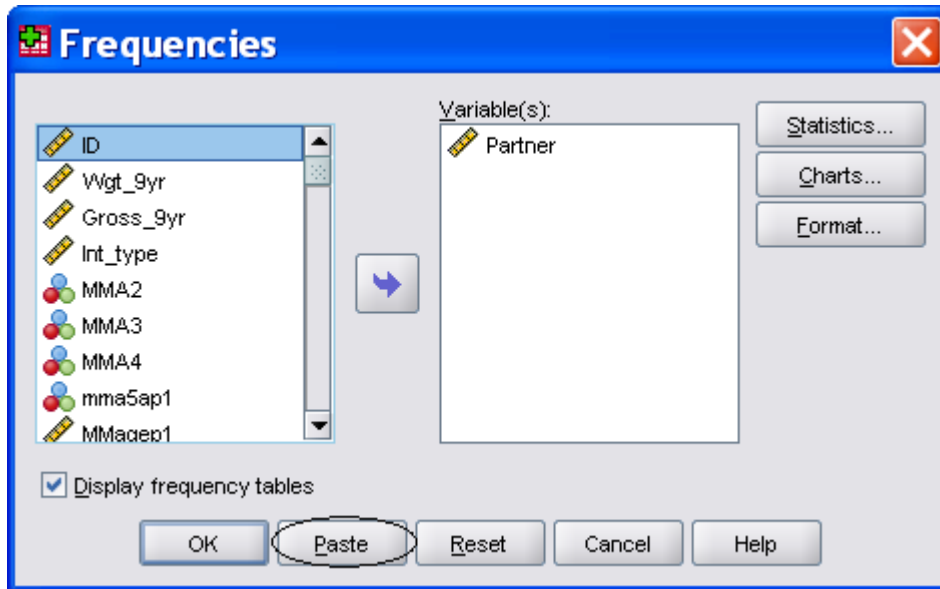 Frequencies
Variable(s):
ID
Wgt_9yr
Gross_9yr
Int_type
MMA2
MMA3
MMA4
mma5ap1
MMagep1
Partner
Statistics...
Charts...
Format...
Display frequency tables
OK
Paste
Reset
Cancel
Help